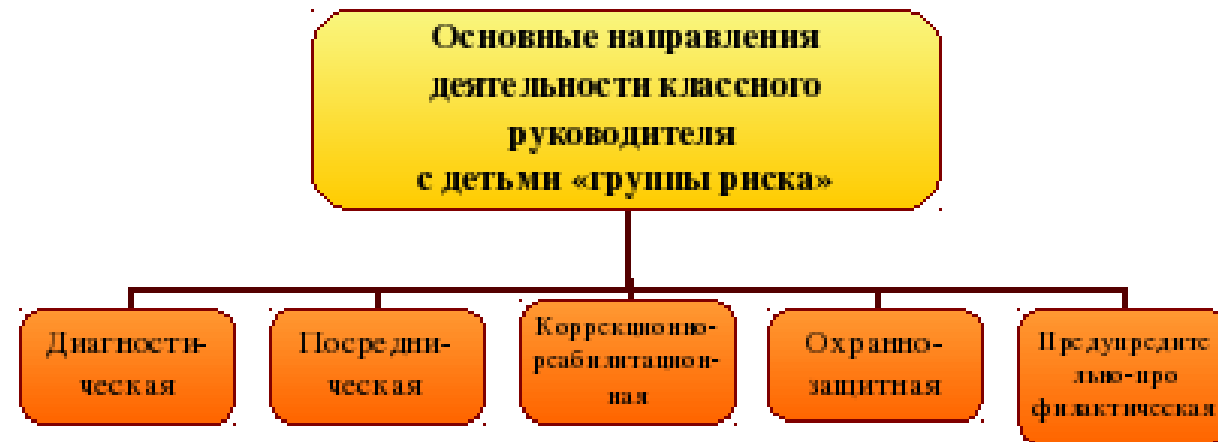 Основные направления
деятельности классного
руководителя
с детьми «группы риска»
Диагности-
ческая
Посредни-
ческая
Коррекционно-
реабилитацион-
ная
Охранно-
защитная
Предупредите
льно-про
филактическая